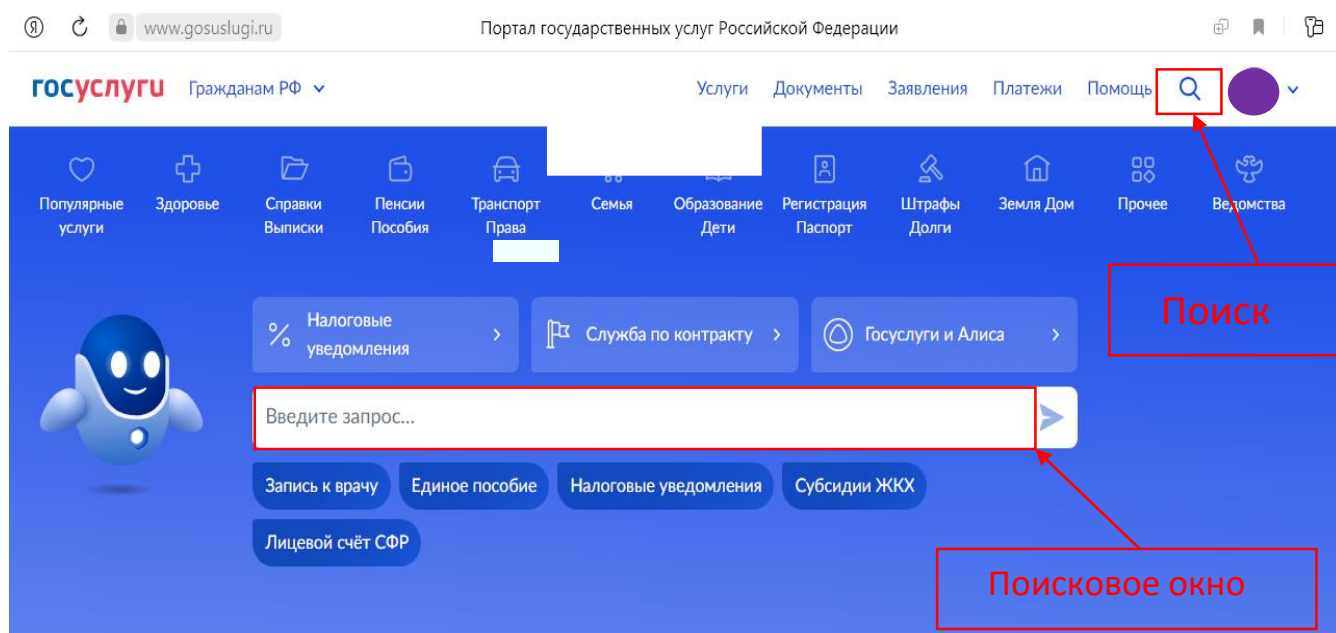 www.gosuslugi.ru Портал государственных услуг Российской Федерации
госуслуги Гражданам РФ Услуги Документы Заявления Платежи Помощь
Популярные услуги
Здоровье
Справки Выписки
Пенсии Пособия
Транспорт Права
Семья
Образование Дети
Регистрация Паспорт
Штрафы Долги
Земля Дом
Прочее
Ведомства
Поиск
Налоговые уведомления
Служба по контракту
Госуслуги и Алиса
Введите запрос...
Запись к врачу Единое пособие Налоговые уведомления Субсидии ЖКХ
Лицевой счёт СФР
Поисковое окно